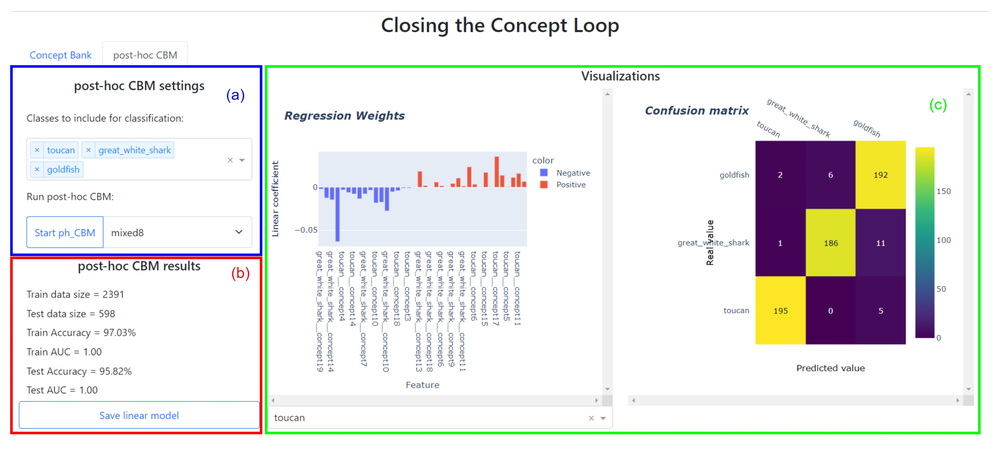 Closing the Concept Loop
Concept Bank
post-hoc CBM
post-hoc CBM settings
(a)
Classes to include for classification:
× toucan × great_white_shark
× goldfish
Run post-hoc CBM:
Start ph_CBM
mixed8
post-hoc CBM results
(b)
Train data size = 2391
Test data size = 598
Train Accuracy = 97.03%
Train AUC = 1.00
Test Accuracy = 95.82%
Test AUC = 1.00
Save linear model
Visualizations
(c)
Regression Weights
Linear coefficient
0
−0.05
color
Negative
Positive
great_white_shark__concept19
great_white_shark__concept14
toucan__concept4
toucan__concept14
great_white_shark__concept7
toucan__concept10
great_white_shark__concept10
toucan__concept18
toucan__concept3
great_white_shark__concept13
great_white_shark__concept18
great_white_shark__concept6
great_white_shark__concept9
great_white_shark__concept11
toucan__concept6
toucan__concept15
toucan__concept17
toucan__concept5
toucan__concept11
Feature
toucan
Confusion matrix
toucan
great_white_shark
goldfish
goldfish
2 6 192
great_white_shark
1 186 11
toucan
195 0 5
Real value
Predicted value
150
100
50
0